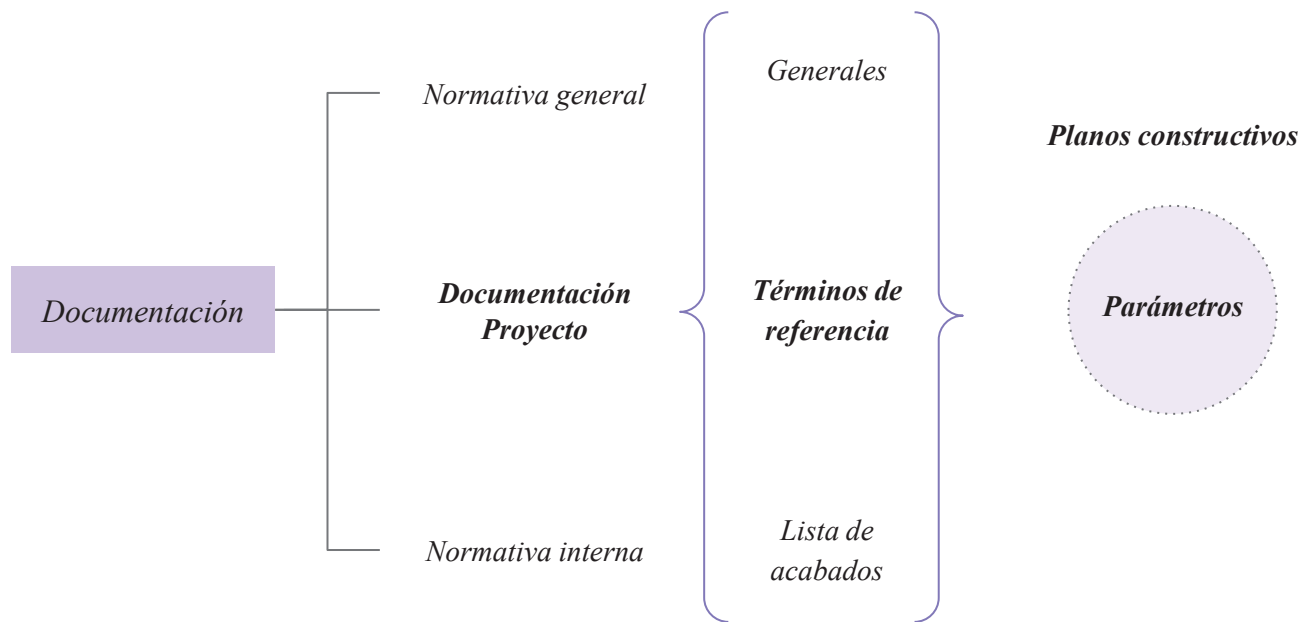 Documentación
Normativa general
Documentación
Proyecto
Normativa interna
Generales
Términos de
referencia
Lista de
acabados
Planos constructivos
Parámetros